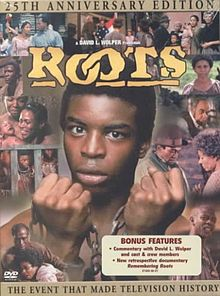 25TH ANNIVERSARY EDITION
A DAVID L. WOLPER
ROOTS
BONUS FEATURES
• Commentary with David L. Wolper
and cast & crew members
• New retrospective documentary
Remembering Roots
DVD
THE EVENT THAT MADE TELEVISION HISTORY